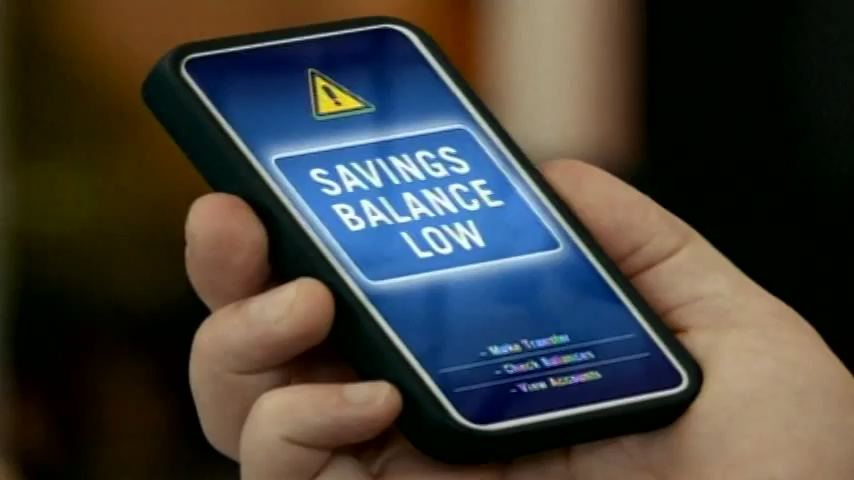 !
SAVINGS
BALANCE
LOW
- Make Transfer
- Check Balances
- View Accounts